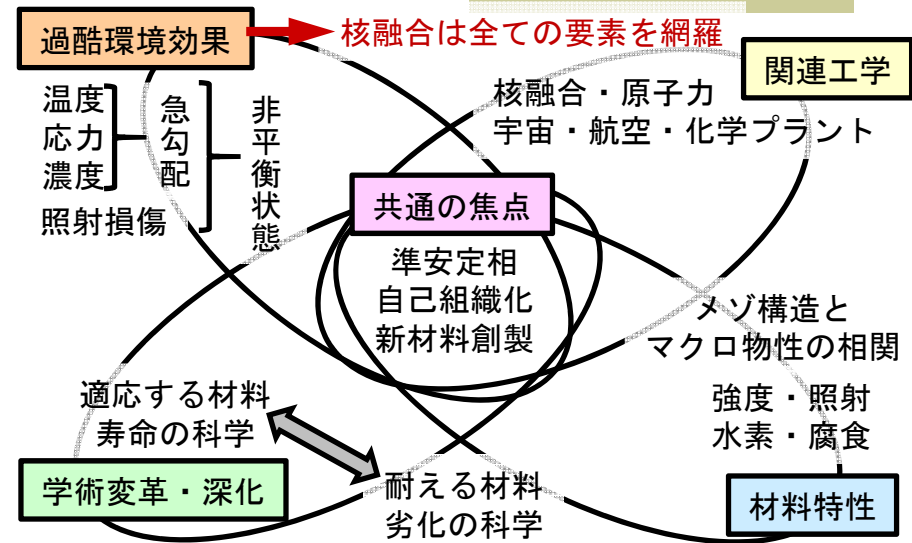 過酷環境効果
核融合は全ての要素を網羅
関連工学
温度
応力
濃度
急勾配
非平衡状態
照射損傷
核融合・原子力
宇宙・航空・化学プラント
共通の焦点
準安定相
自己組織化
新材料創製
メゾ構造と
マクロ物性の相関
強度・照射
水素・腐食
適応する材料
寿命の科学
学術変革・深化
耐える材料
劣化の科学
材料特性